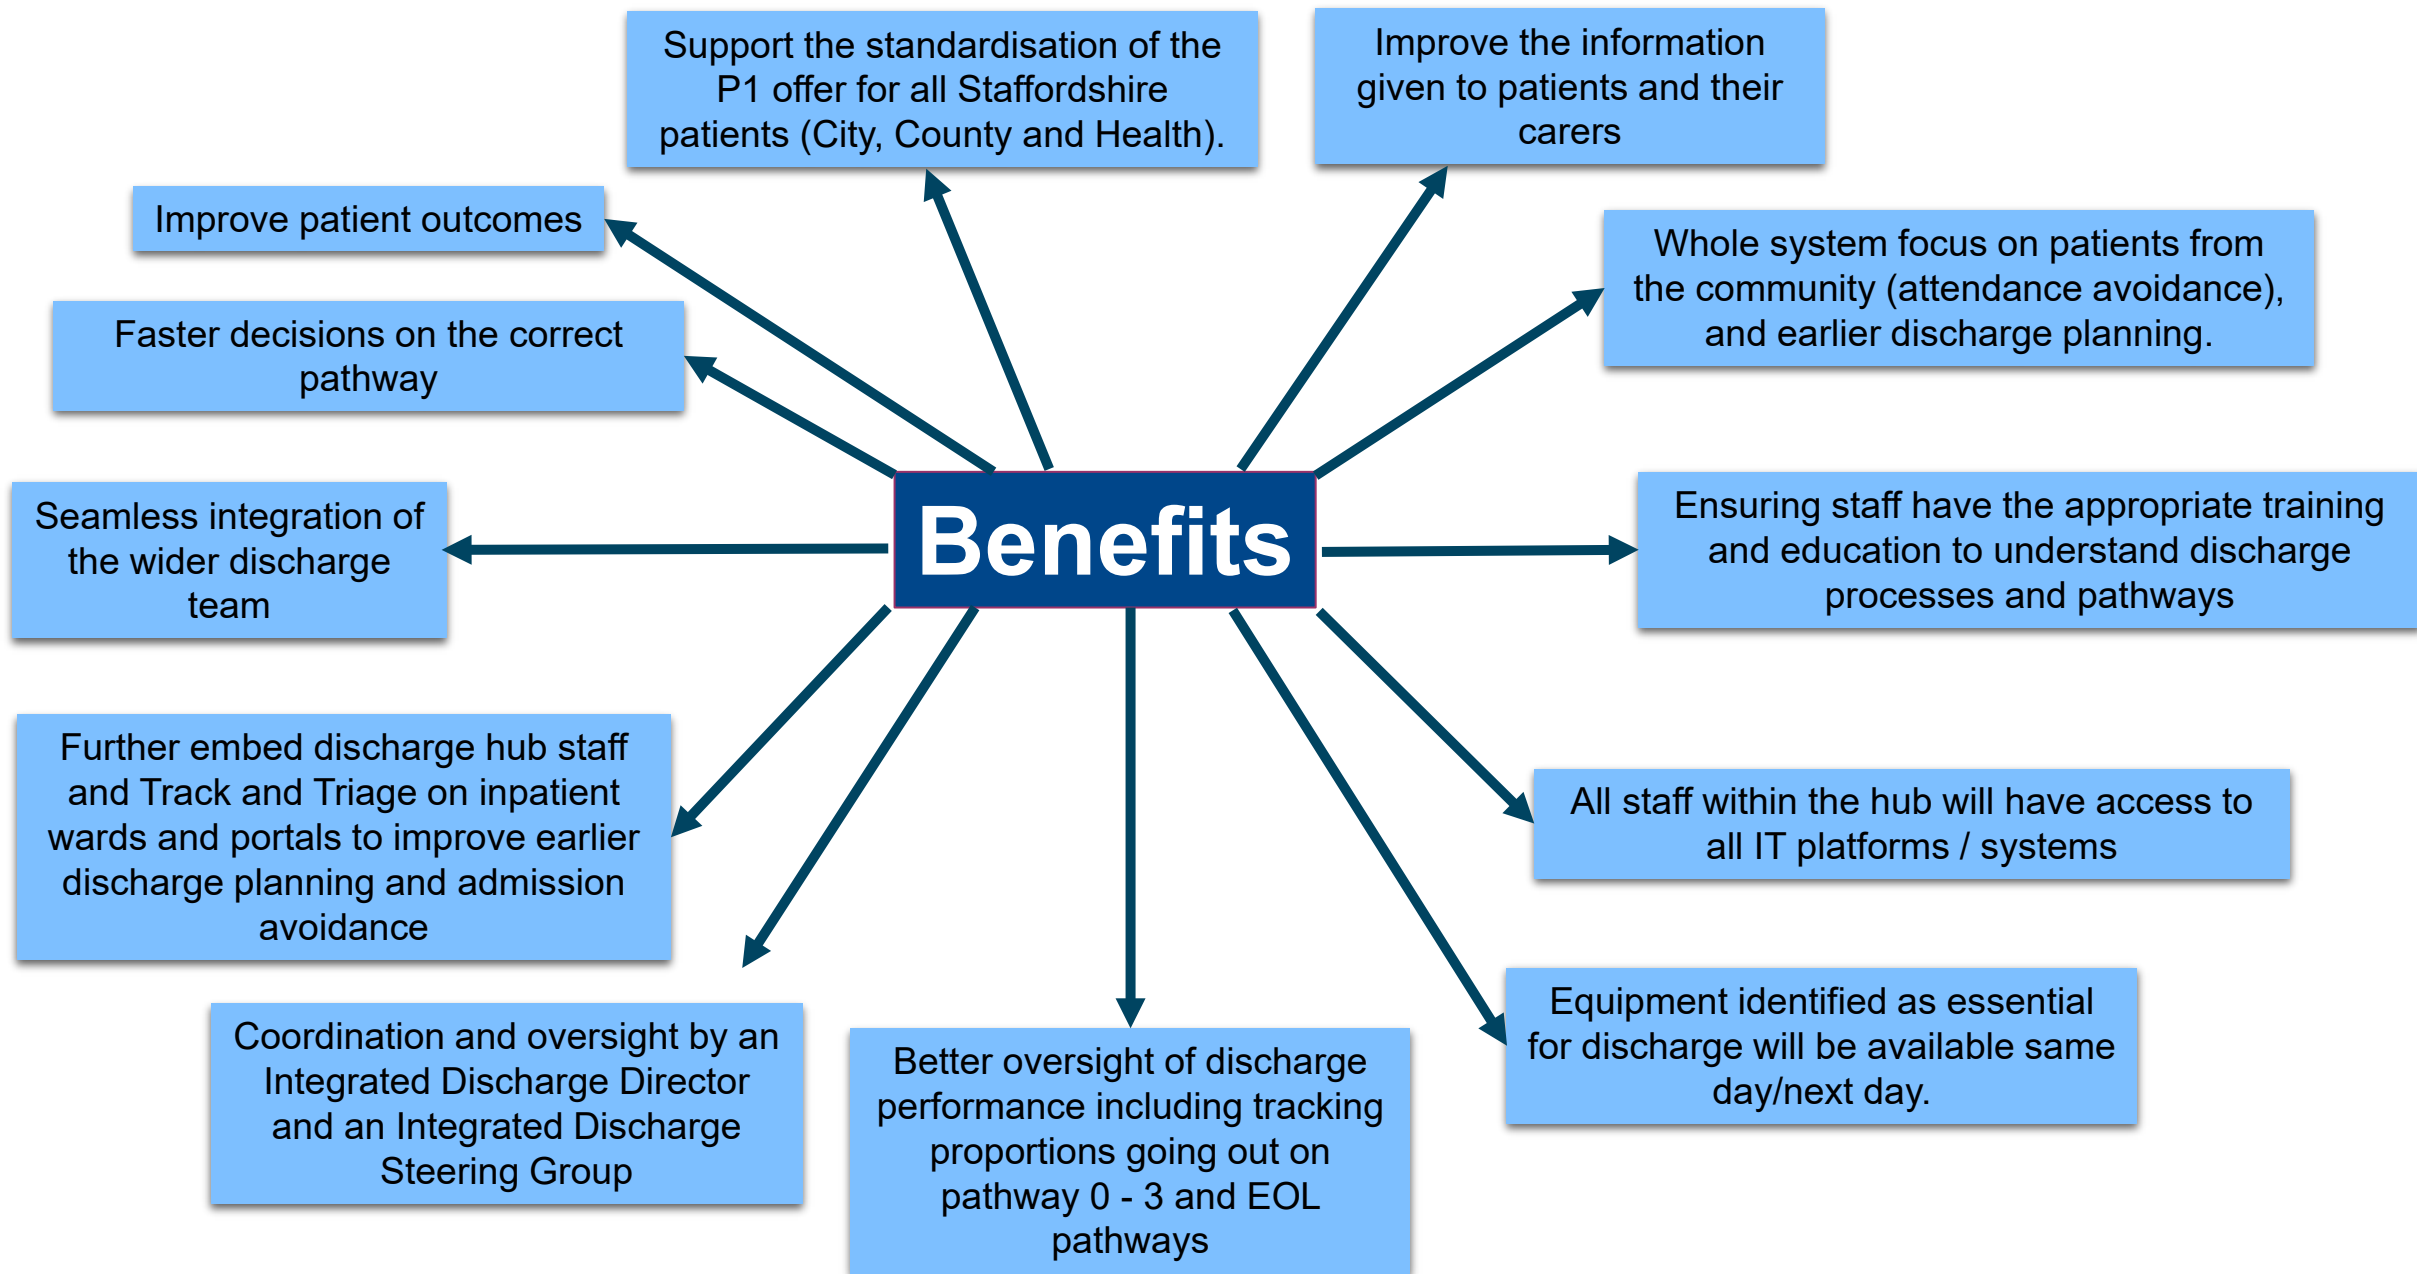 Support the standardisation of the
P1 offer for all Staffordshire
patients (City, County and Health).
Improve the information
given to patients and their
carers
Improve patient outcomes
Whole system focus on patients from
the community (attendance avoidance),
and earlier discharge planning.
Faster decisions on the correct
pathway
Benefits
Seamless integration of
the wider discharge
team
Ensuring staff have the appropriate training
and education to understand discharge
processes and pathways
Further embed discharge hub staff
and Track and Triage on inpatient
wards and portals to improve earlier
discharge planning and admission
avoidance
All staff within the hub will have access to
all IT platforms / systems
Coordination and oversight by an
Integrated Discharge Director
and an Integrated Discharge
Steering Group
Better oversight of discharge
performance including tracking
proportions going out on
pathway 0 - 3 and EOL
pathways
Equipment identified as essential
for discharge will be available same
day/next day.